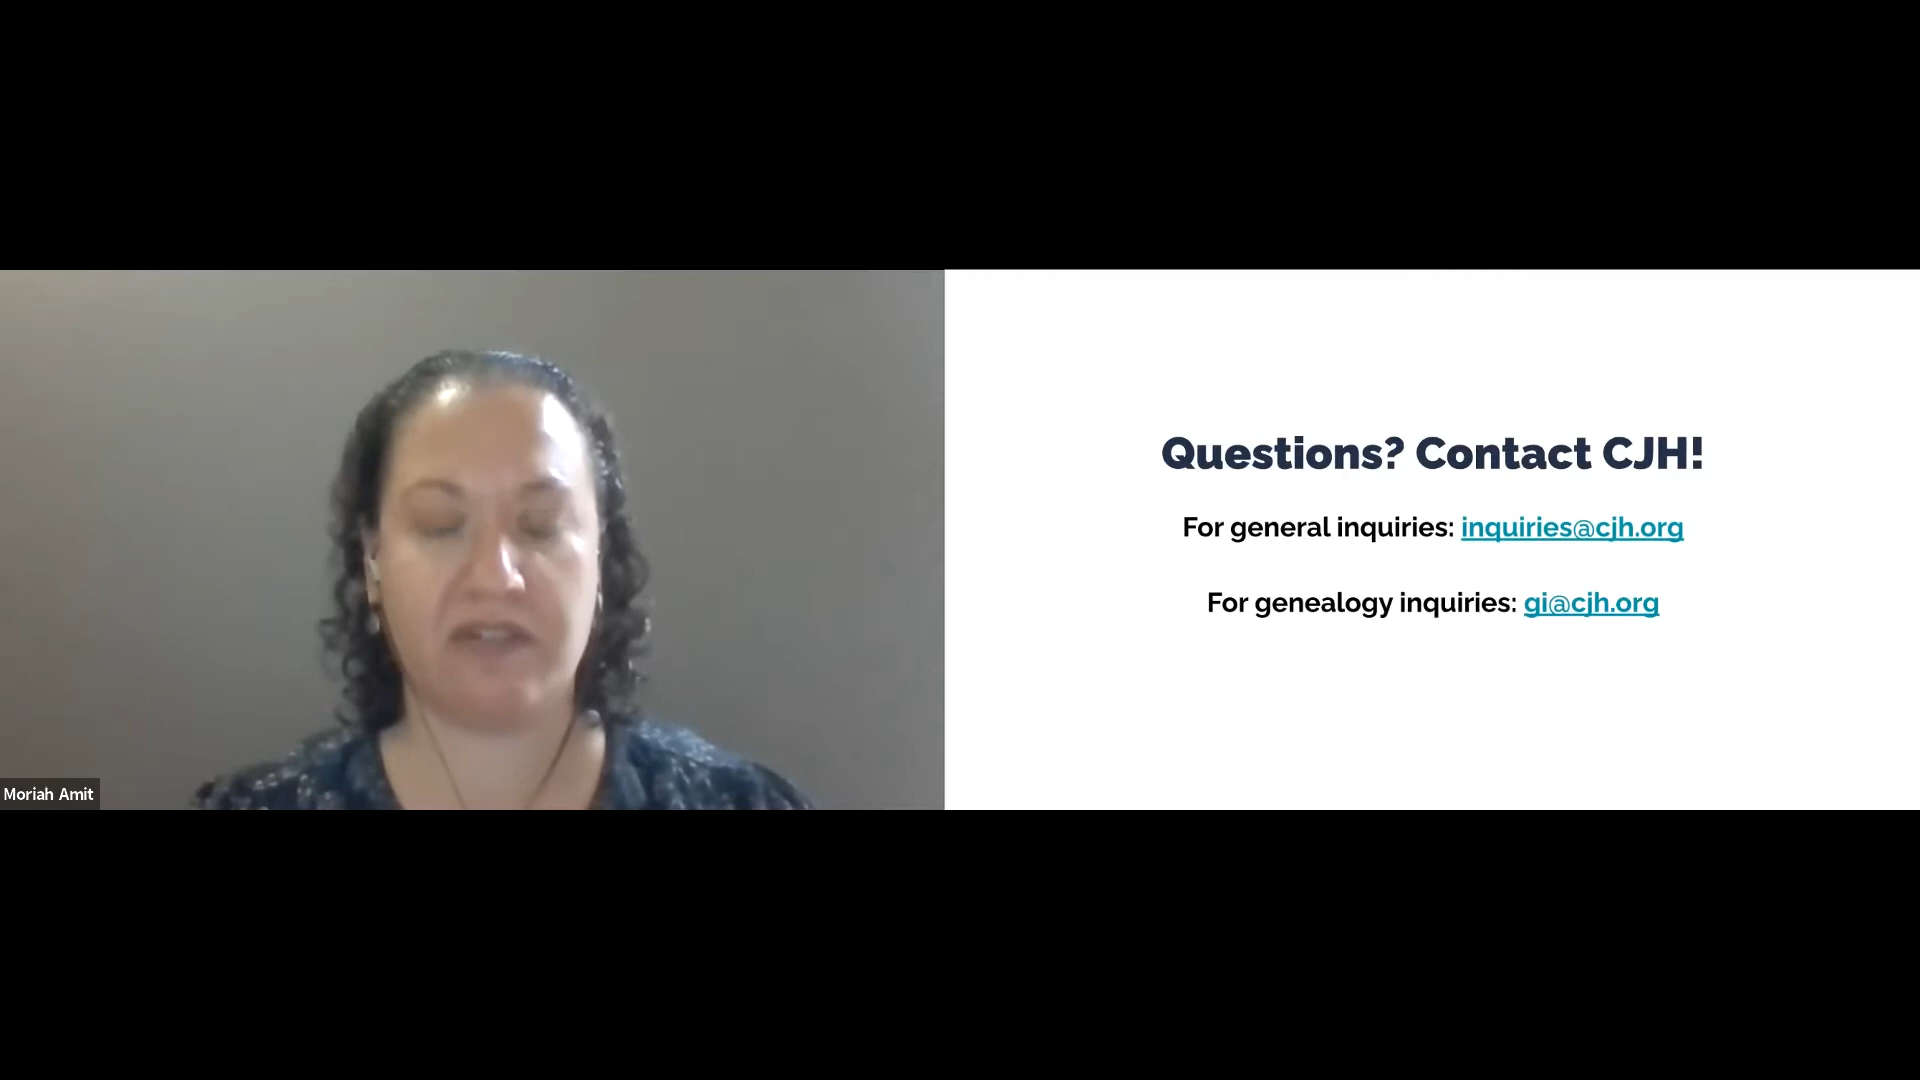 Questions? Contact CJH!
For general inquiries: inquiries@cjh.org
For genealogy inquiries: gi@cjh.org
Moriah Amit